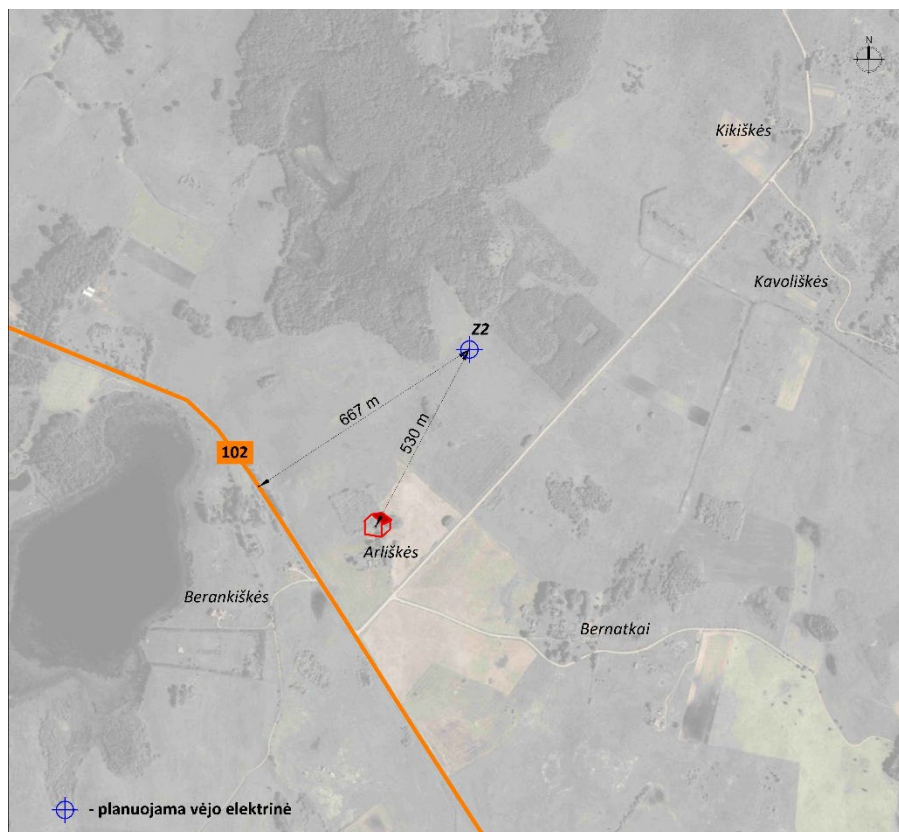 N
Kikiškės
Kavoliškės
Z2
667 m
530 m
102
Arliškės
Berankiškės
Bernatkai
- planuojama vėjo elektrinė